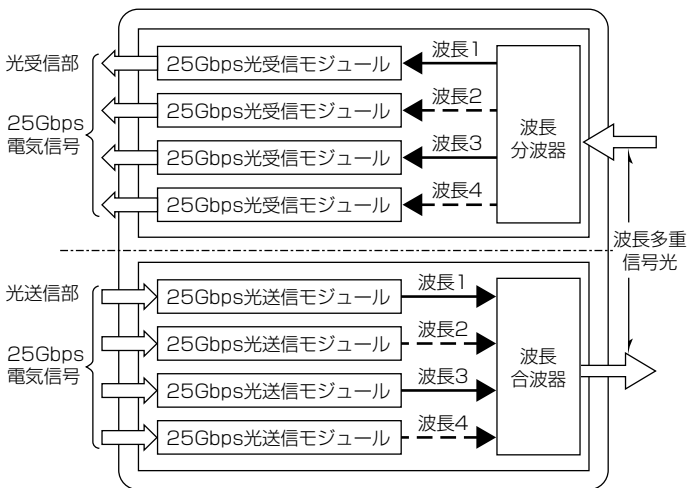 光受信部
25Gbps
電気信号
25Gbps光受信モジュール
25Gbps光受信モジュール
25Gbps光受信モジュール
25Gbps光受信モジュール
波長1
波長2
波長3
波長4
波長
分波器
波長多重
信号光
光送信部
25Gbps
電気信号
25Gbps光送信モジュール
25Gbps光送信モジュール
25Gbps光送信モジュール
25Gbps光送信モジュール
波長1
波長2
波長3
波長4
波長
合波器